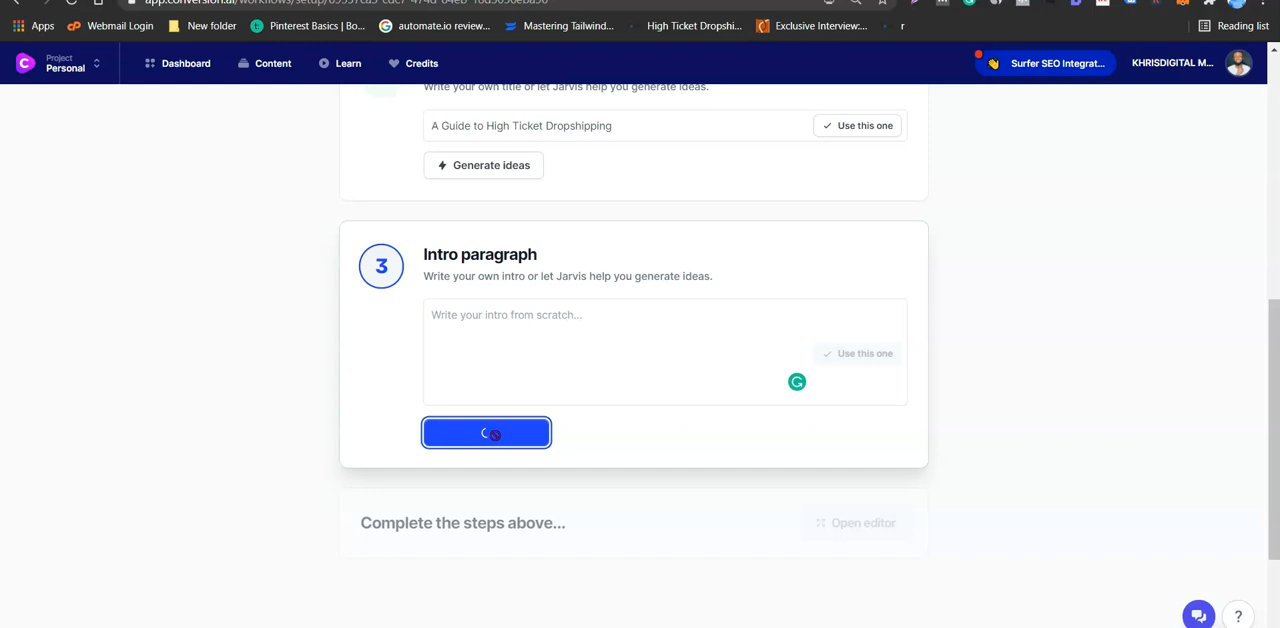 Apps
Webmail Login
New folder
Pinterest Basics | Bo...
automate.io review...
Mastering Tailwind...
High Ticket Dropshi...
Exclusive Interview:...
r
Reading list
Project
Personal
Dashboard
Content
Learn
Credits
Surfer SEO Integrat...
KHRISDIGITAL M...
Write your own title or let Jarvis help you generate ideas.
A Guide to High Ticket Dropshipping
Use this one
Generate ideas
3
Intro paragraph
Write your own intro or let Jarvis help you generate ideas.
Write your intro from scratch...
Use this one
Complete the steps above...
Open editor
?